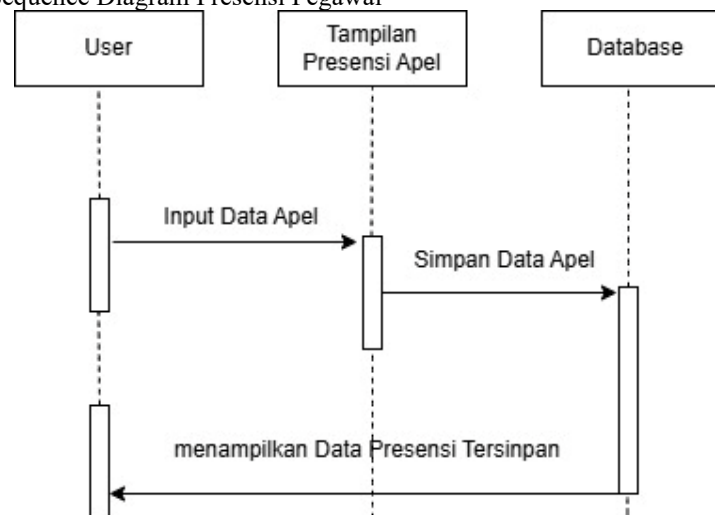 Sequence Diagram Presensi Pegawai
User
Tampilan
Presensi Apel
Database
Input Data Apel
Simpan Data Apel
menampilkan Data Presensi Tersinpan